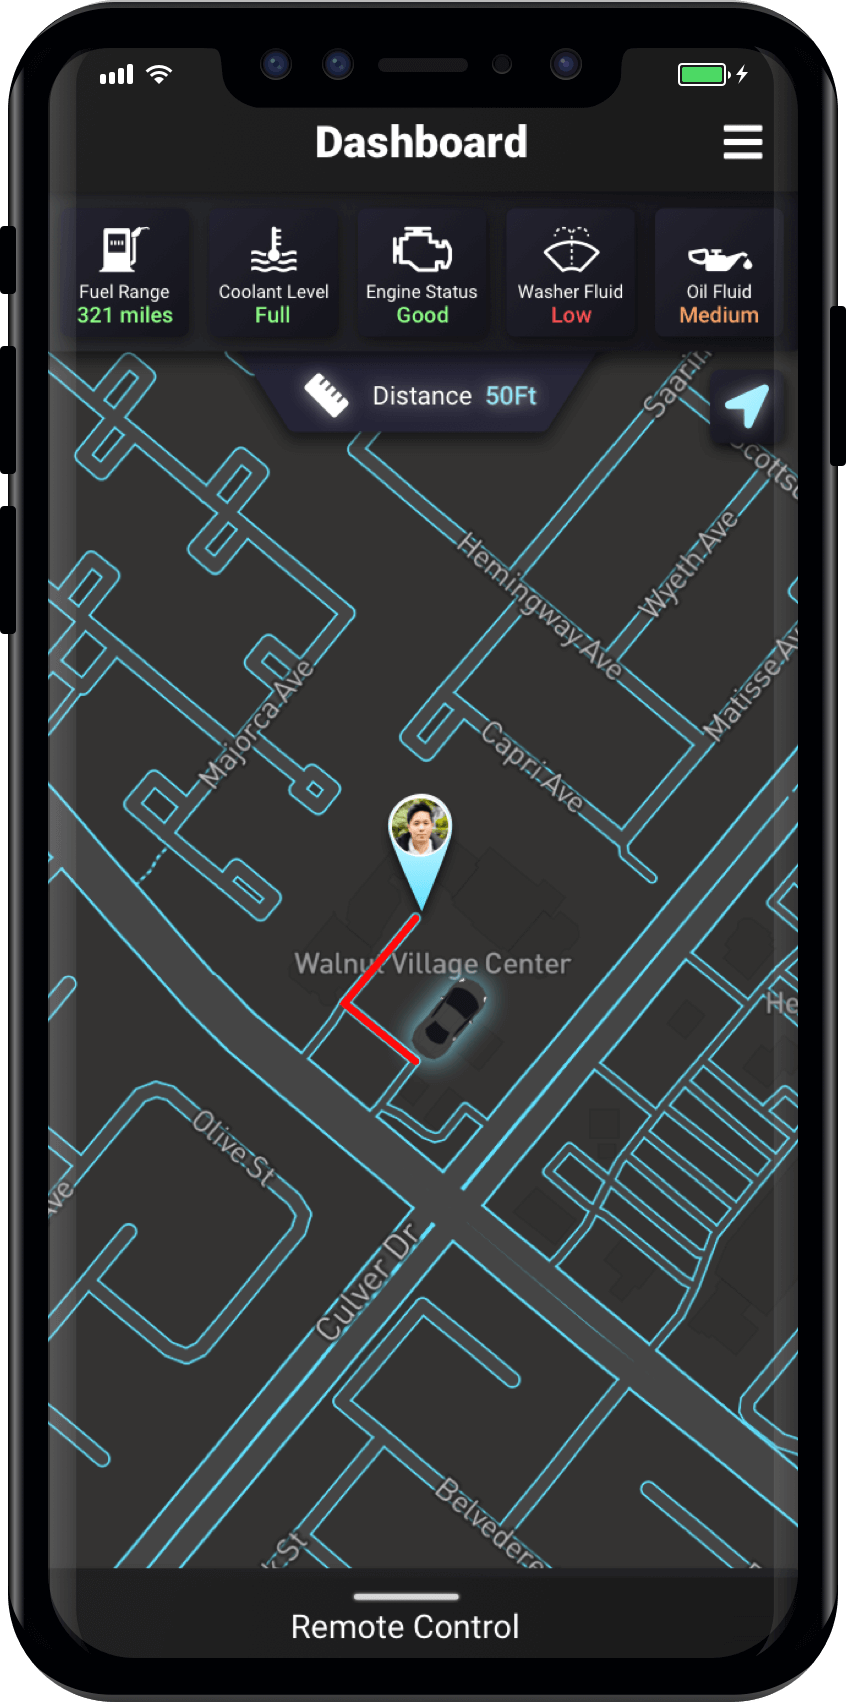 Dashboard
Fuel Range
321 miles
Coolant Level
Full
Engine Status
Good
Washer Fluid
Low
Oil Fluid
Medium
Distance 50Ft
Saarin
Scotts
Hemingway Ave
Wyeth Ave
Matisse Av
Majorca Ave
Capri Ave
Walnut Village Center
He
Olive St
Ave
Culver Dr
Belvedere
k St
Remote Control